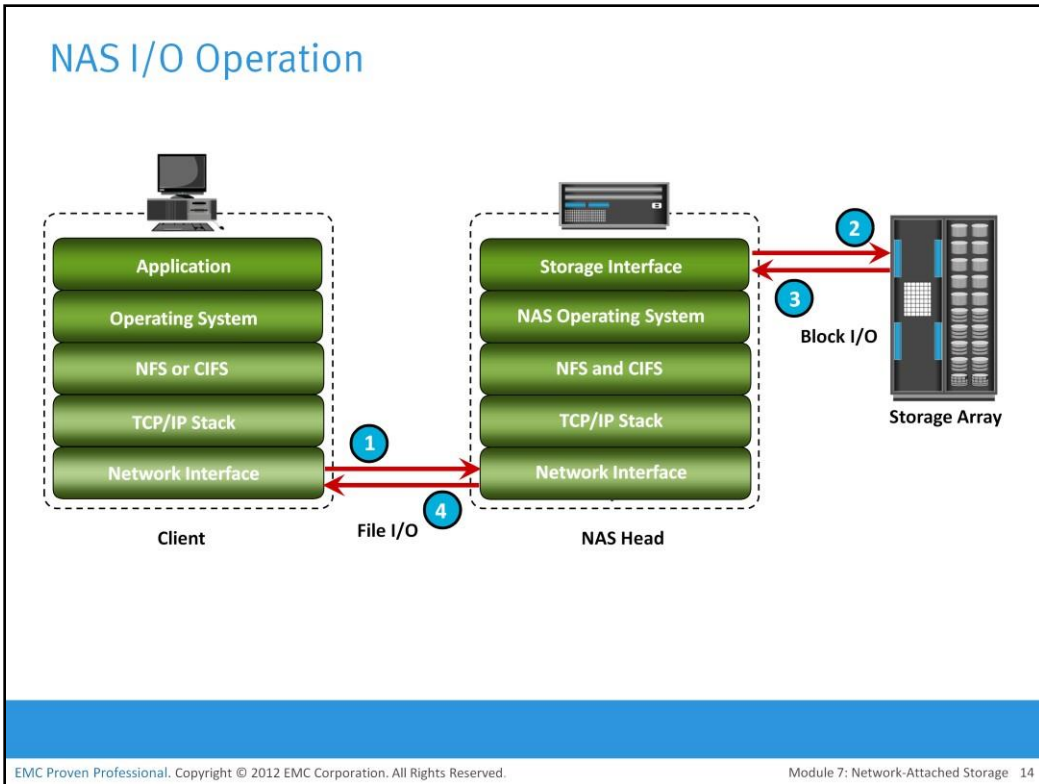 NAS I/O Operation
Application
Operating System
NFS or CIFS
TCP/IP Stack
Network Interface
Client
1
4
File I/O
Storage Interface
NAS Operating System
NFS and CIFS
TCP/IP Stack
Network Interface
NAS Head
2
3
Block I/O
Storage Array
EMC Proven Professional. Copyright © 2012 EMC Corporation. All Rights Reserved.
Module 7: Network-Attached Storage 14